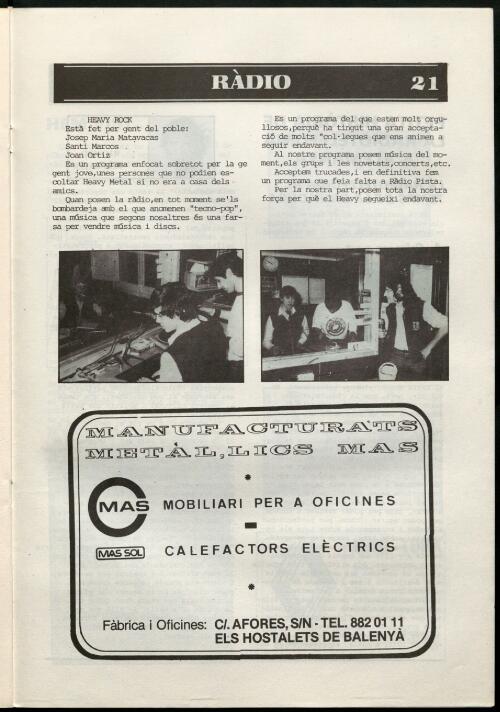 RÀDIO 21
HEAVY ROCK
Està fet per gent del poble:
Josep Maria Matavacas
Santi Marcos
Joan Ortiz
Es un programa enfocat sobretot per la ge
gent jove,unes persones que no podien es-
coltar Heavy Metal si no era a casa dels
amics.
Quan posen la ràdio,en tot moment se'ls
bombardeja amb el que anomenen "tecno-pop",
una música que segons nosaltres és una far-
sa per vendre música i discs.
Es un programa del que estem molt orgu-
llosos,perquè ha tingut una gran accepta-
ció de molts "col·legues que ens animen a
seguir endavant.
Al nostre programa posem música del mo-
ment,els grups i les novetats,concerts,etc.
Acceptem trucades,i en definitiva fem
un programa que feia falta a Ràdio Pista.
Per la nostra part,posem tota la nostra
força per què el Heavy segueixi endavant.
MANUFACTURATS
METÀL,LICS MAS
MAS MOBILIARI PER A OFICINES
MAS SOL CALEFACTORS ELÈCTRICS
Fàbrica i Oficines: C/. AFORES, S/N - TEL. 882 01 11
ELS HOSTALETS DE BALENYÀ